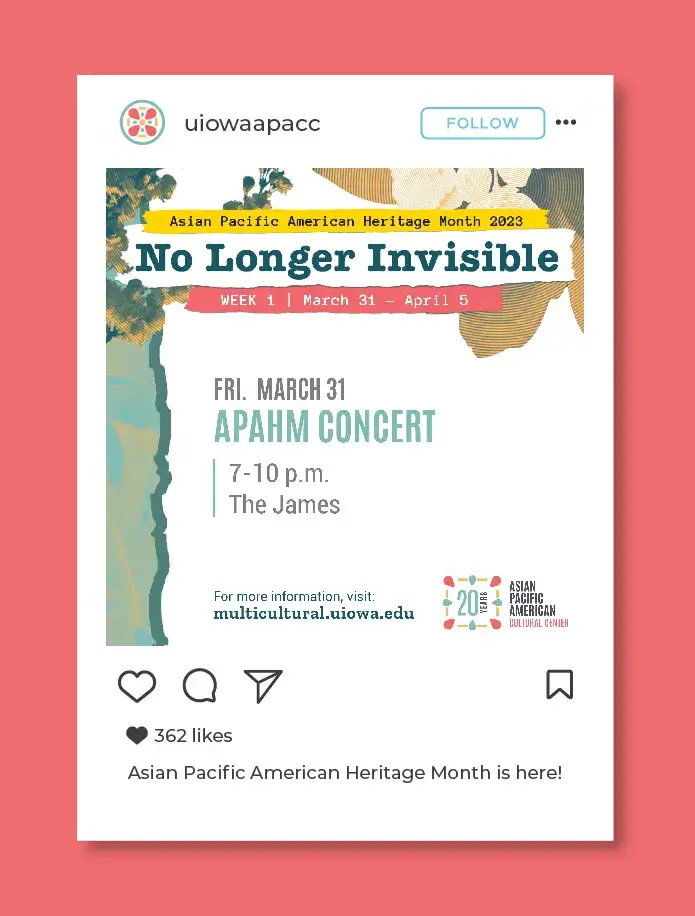 uiowaapacc
FOLLOW
Asian Pacific American Heritage Month 2023
No Longer Invisible
WEEK 1 | March 31 – April 5
FRI. MARCH 31
APAHM CONCERT
7-10 p.m.
The James
For more information, visit:
multicultural.uiowa.edu
20 YEARS
ASIAN
PACIFIC
AMERICAN
CULTURAL CENTER
362 likes
Asian Pacific American Heritage Month is here!